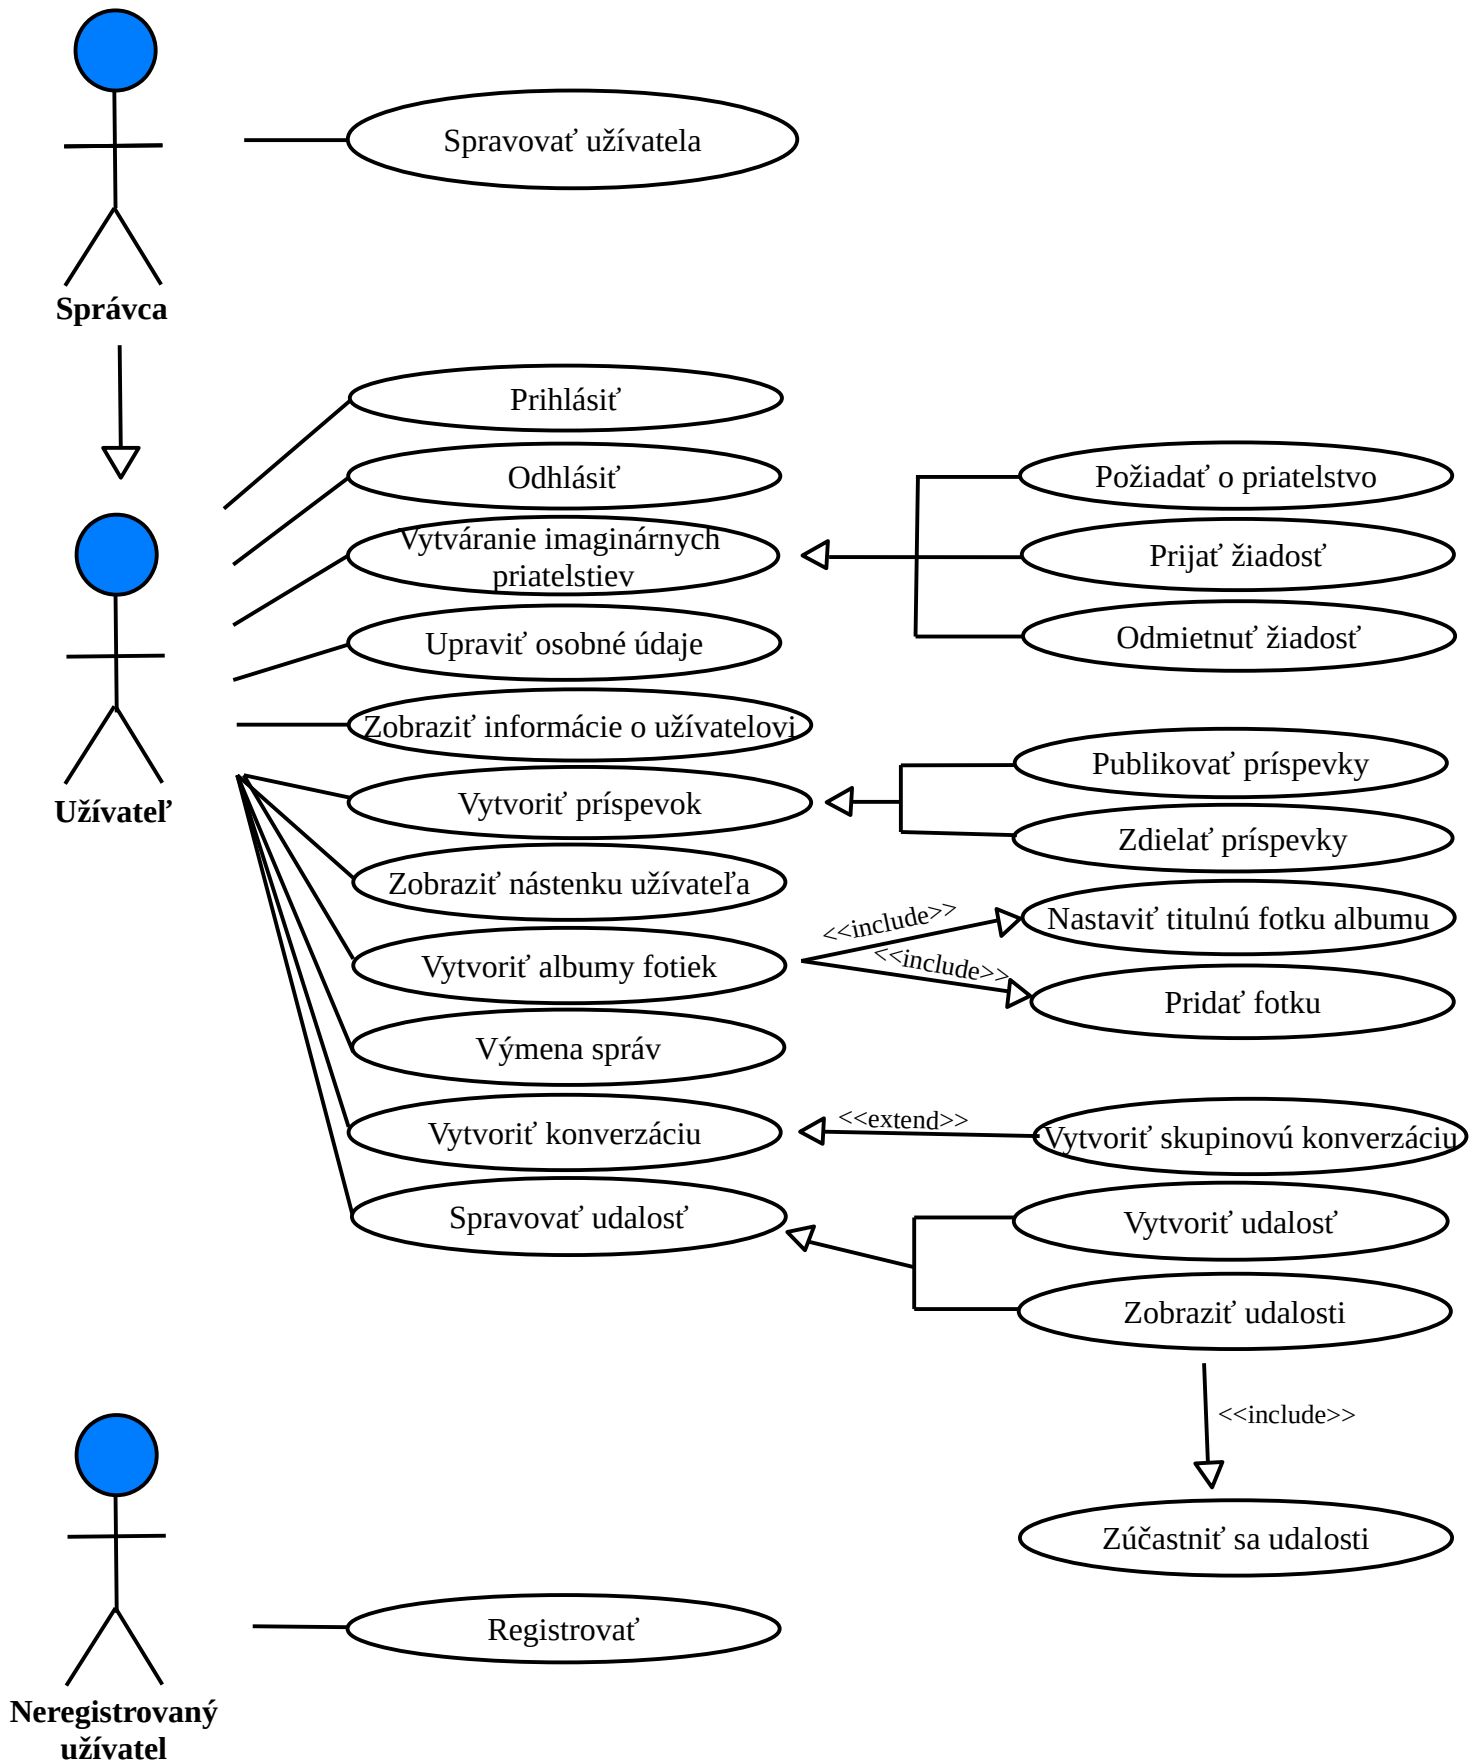 Spravovať užívatela
Správca
Prihlásiť
Odhlásiť
Vytváranie imaginárnych
priatelstiev
Upraviť osobné údaje
Zobraziť informácie o užívatelovi
Vytvoriť príspevok
Zobraziť nástenku užívateľa
Vytvoriť albumy fotiek
Výmena správ
Vytvoriť konverzáciu
Spravovať udalosť
Užívateľ
Požiadať o priatelstvo
Prijať žiadosť
Odmietnuť žiadosť
Publikovať príspevky
Zdielať príspevky
<<include>>
Nastaviť titulnú fotku albumu
<<include>>
Pridať fotku
<<extend>>
Vytvoriť skupinovú konverzáciu
Vytvoriť udalosť
Zobraziť udalosti
<<include>>
Zúčastniť sa udalosti
Registrovať
Neregistrovaný
užívatel